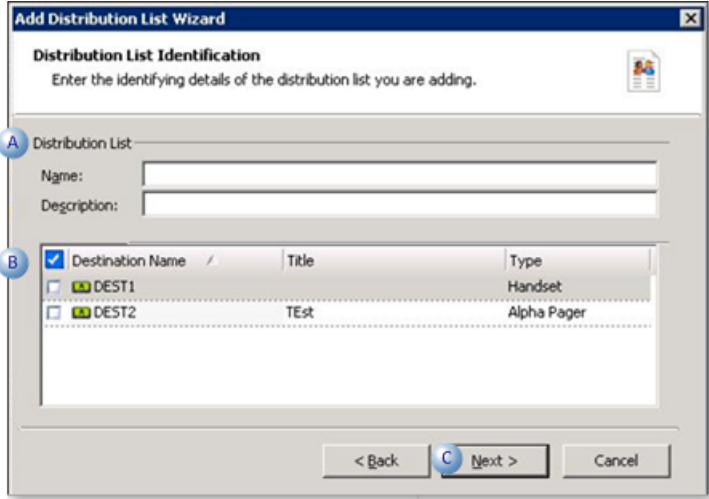 Add Distribution List Wizard
Distribution List Identification
Enter the identifying details of the distribution list you are adding.
A Distribution List
Name:
Description:
B Destination Name Title Type
DEST1 Handset
DEST2 TEst Alpha Pager
< Back C Next > Cancel